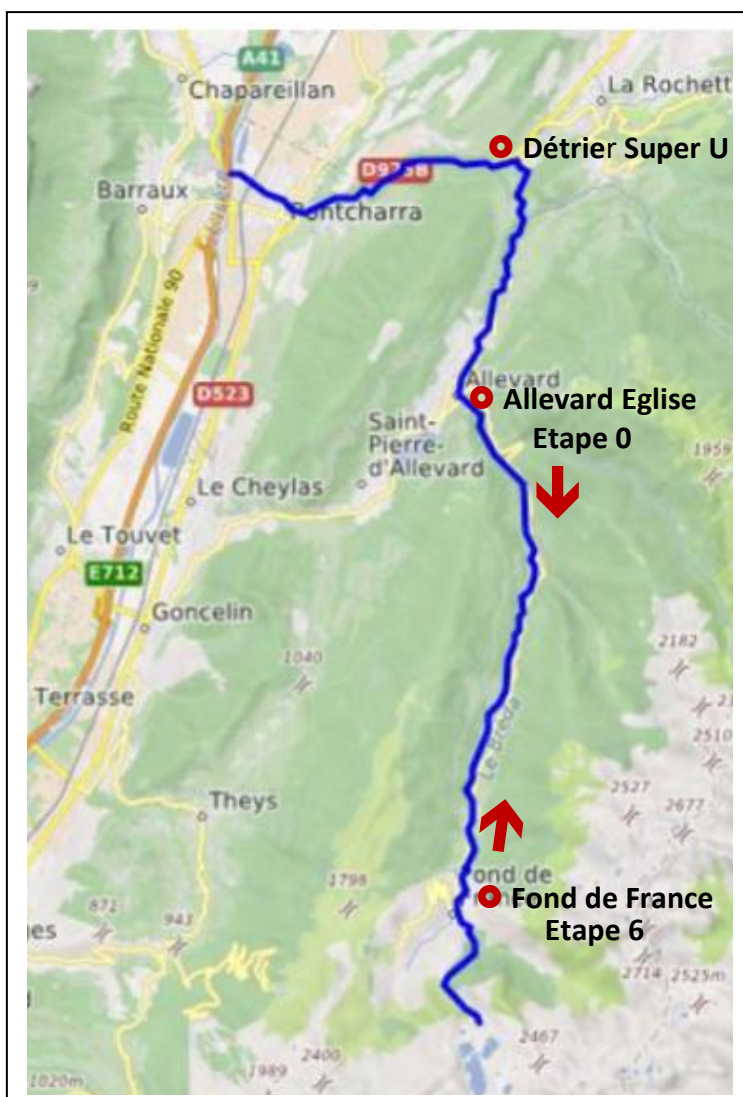 A41
Chapareillan
La Rochett
Détrier Super U
D925B
Barraux
Pontcharra
Route Nationale 90
Allevard
D523
Allevard Eglise
Etape 0
Saint-
Pierre-
d'Allevard
1959
Le Cheylas
Le Touvet
E712
Goncelin
2182
1040
Terrasse
2510
Le Bréda
2527
Theys
2677
ond de
Fond de France
Etape 6
1798
871
943
ges
2714
2525m
2467
2400
1989
1020m